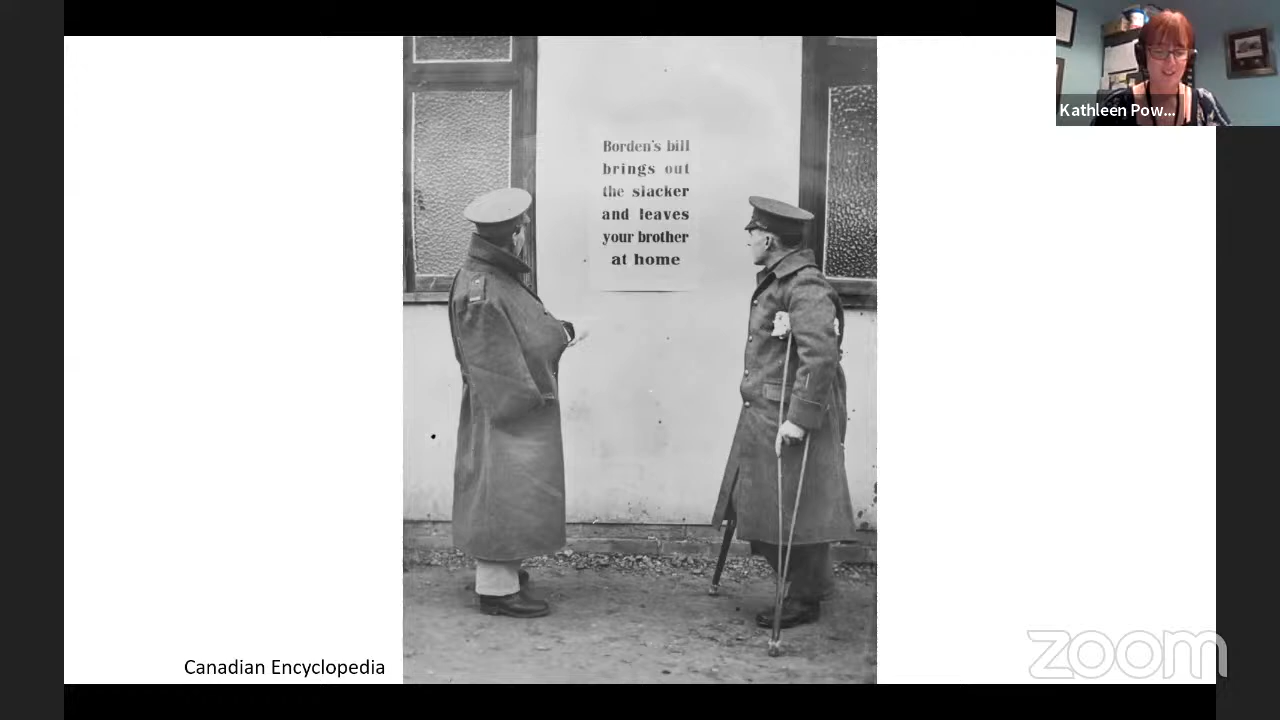 Kathleen Pow...
Borden's bill
brings out
the slacker
and leaves
your brother
at home
Canadian Encyclopedia
zoom